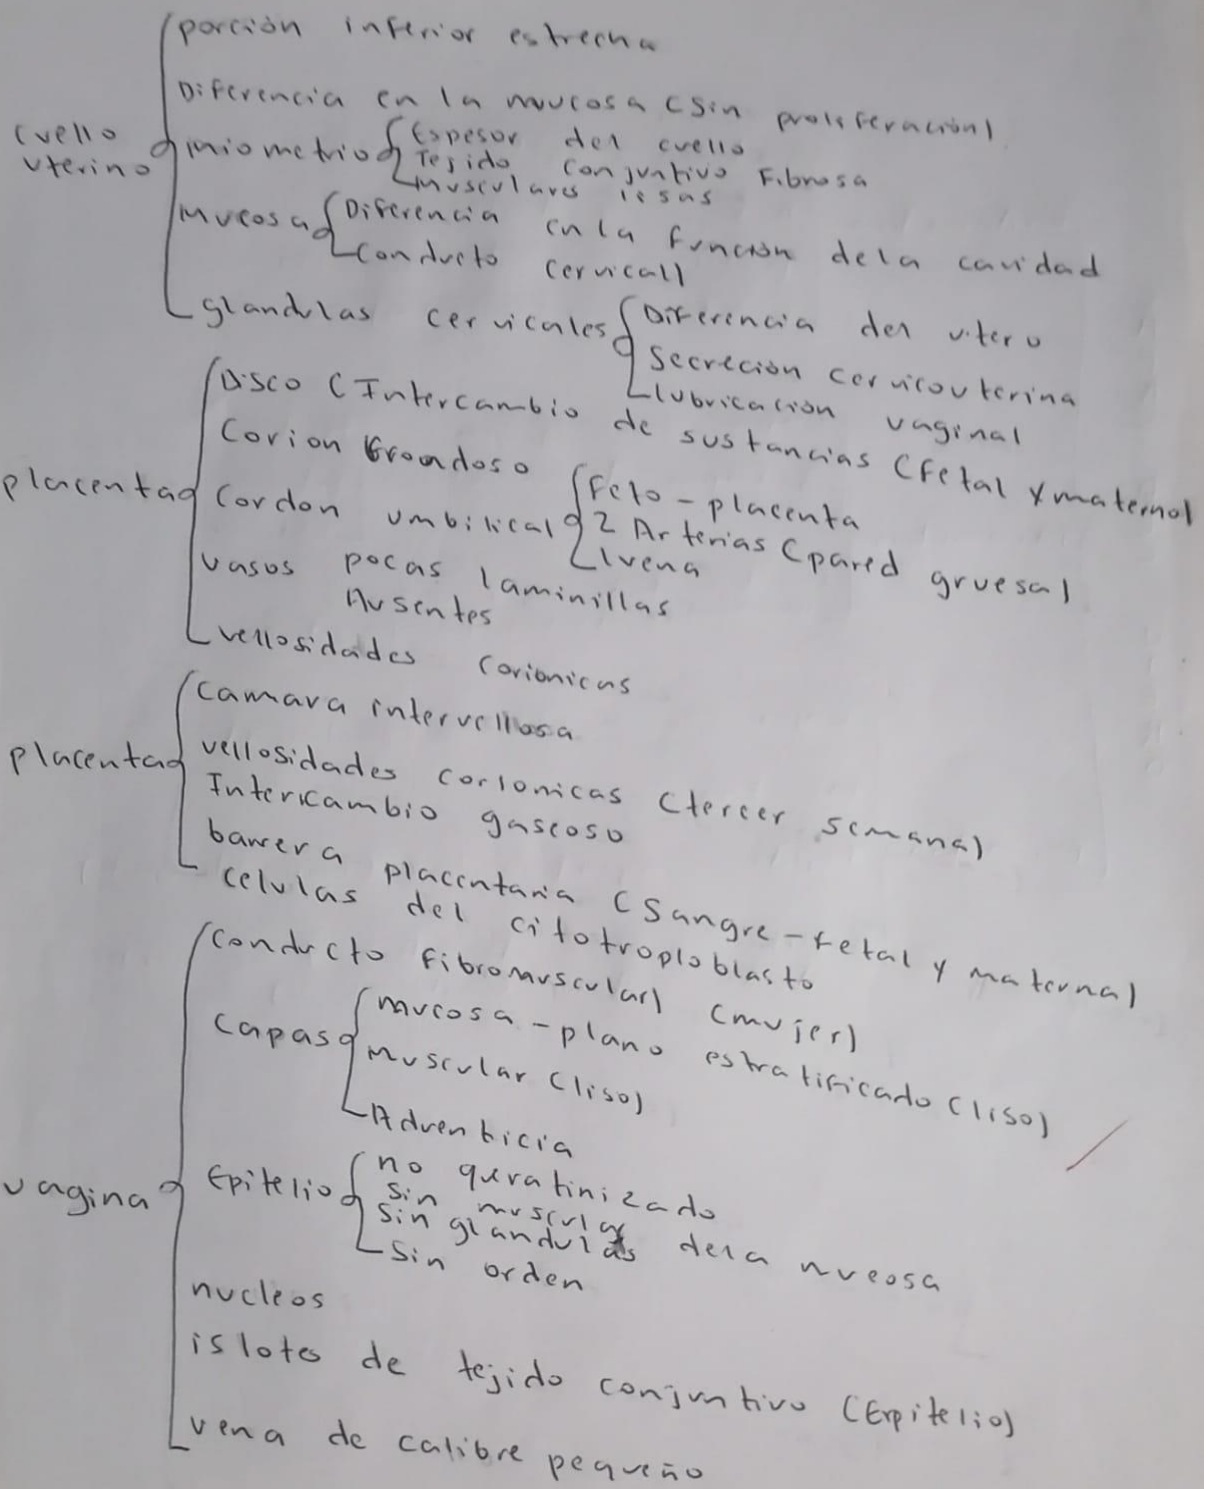 porción inferior estrecha
Diferencia en la mucosa (sin proliferación)
cuello uterino
miometrio
Espesor del cuello
Tejido conjuntivo Fibrosa
musculares lisas
mucosa
Diferencia en la función de la cavidad
conducto cervical)
glandulas cervicales
Diferencia del utero
secreción cervicouterina
lubricación vaginal
Disco (Intercambio de sustancias (fetal y maternal
Corion frondoso
placenta
Cordon umbilical
Feto - placenta
2 Arterias (pared gruesa)
1 vena
vasos pocas laminillas
Ausentes
vellosidades corionicas
camara intervellosa
placenta
vellosidades corionicas (tercer semana)
Intercambio gaseoso
barrera placentaria (Sangre - fetal y maternal)
celulas del citotroploblasto
conducto fibromuscular) (mujer)
capas
mucosa - plano estratificado (liso)
muscular (liso)
Adventicia
vagina
Epitelio
no queratinizado
sin muscular
sin glandulas dela mucosa
sin orden
nucleos
islotes de tejido conjuntivo (Erpitelio)
vena de calibre pequeño